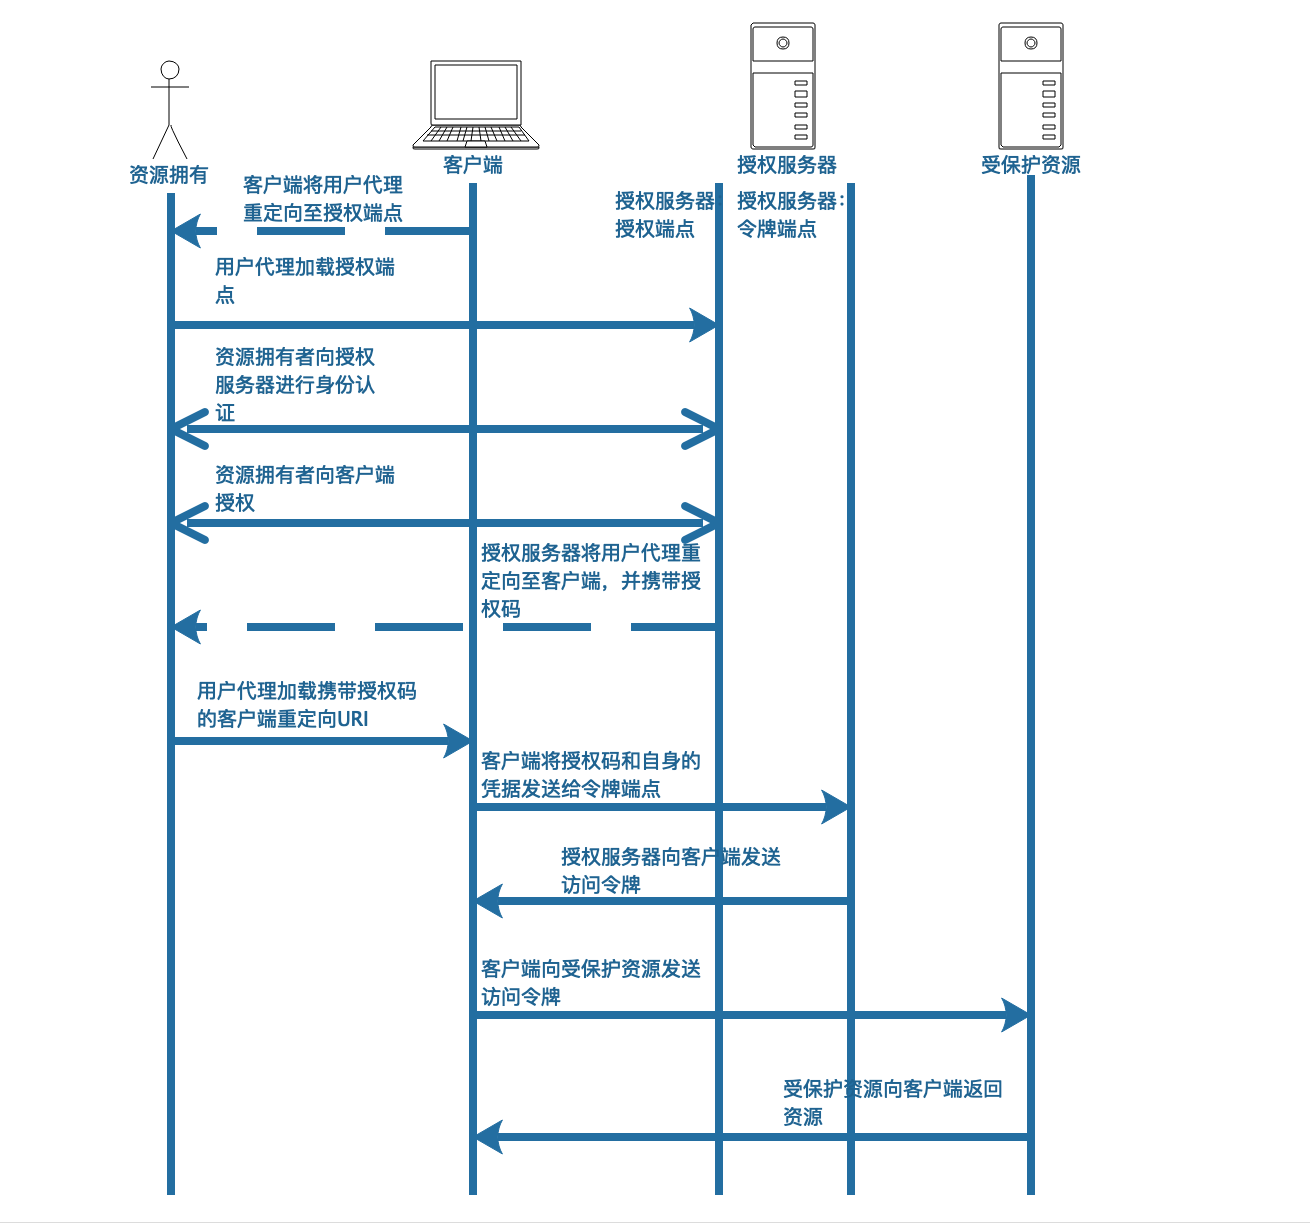 资源拥有
客户端
授权服务器
受保护资源
客户端将用户代理
重定向至授权端点
授权服务器：
授权端点
授权服务器：
令牌端点
用户代理加载授权端
点
资源拥有者向授权
服务器进行身份认
证
资源拥有者向客户端
授权
授权服务器将用户代理重
定向至客户端，并携带授
权码
用户代理加载携带授权码
的客户端重定向URI
客户端将授权码和自身的
凭据发送给令牌端点
授权服务器向客户端发送
访问令牌
客户端向受保护资源发送
访问令牌
受保护资源向客户端返回
资源